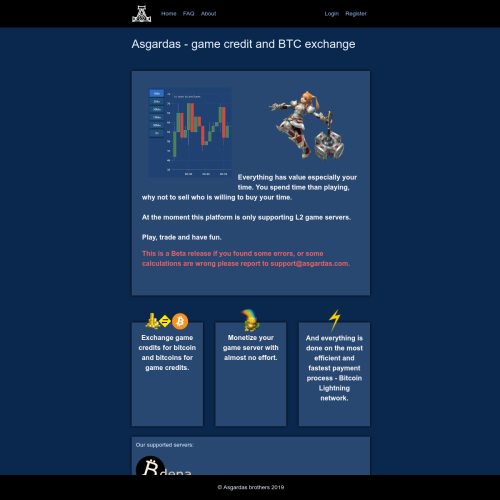 Home FAQ About Login Register
Asgardas - game credit and BTC exchange
Everything has value especially your
time. You spend time than playing,
why not to sell who is willing to buy your time.
At the moment this platform is only supporting L2 game servers.
Play, trade and have fun.
This is a Beta release if you found some errors, or some
calculations are wrong please report to support@asgardas.com.
Exchange game
credits for bitcoin
and bitcoins for
game credits.
Monetize your
game server with
almost no effort.
And everything is
done on the most
efficient and
fastest payment
process - Bitcoin
Lightning
network.
Our supported servers:
dena
© Asgardas brothers 2019